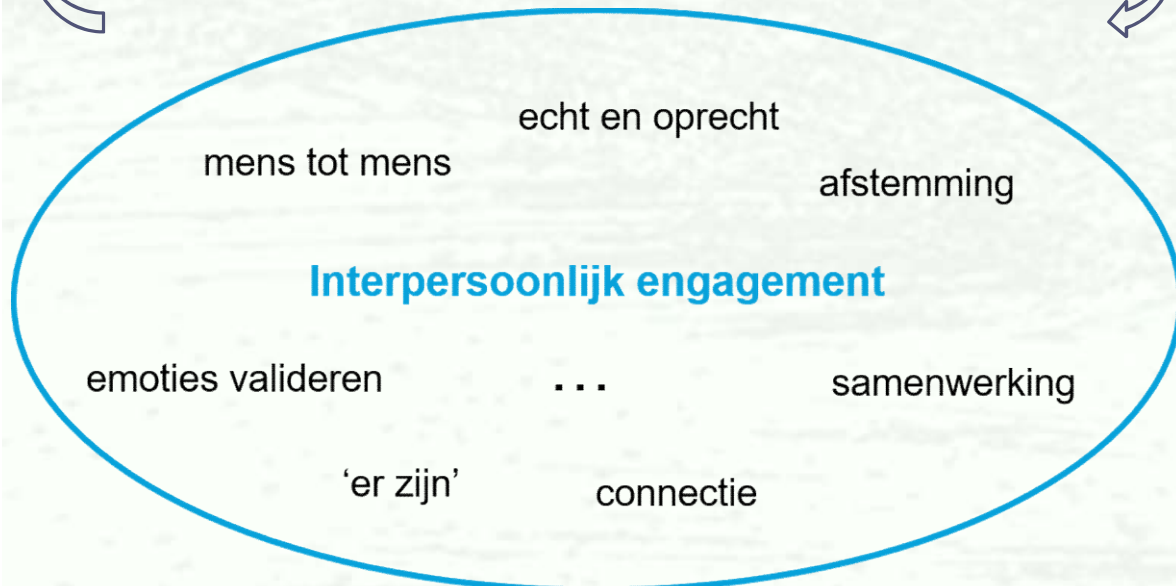 echt en oprecht
mens tot mens
afstemming
Interpersoonlijk engagement
emoties valideren
...
samenwerking
‘er zijn’
connectie